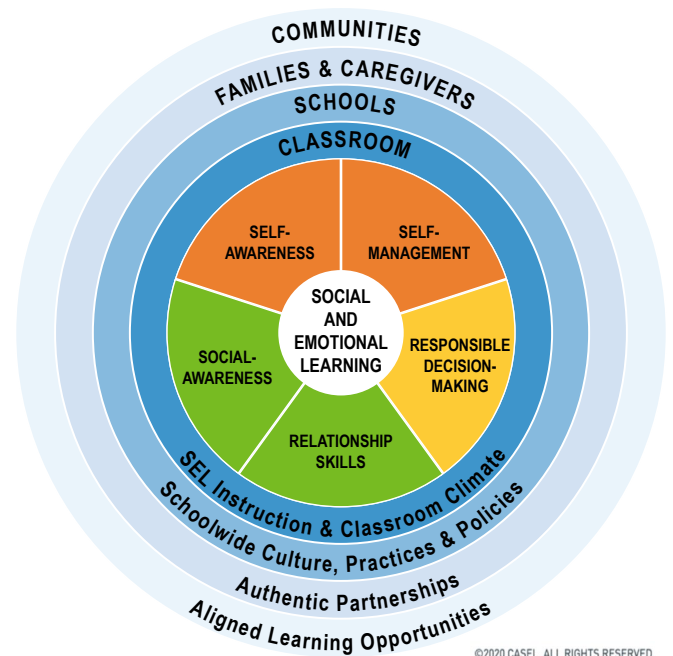 COMMUNITIES
FAMILIES & CAREGIVERS
SCHOOLS
CLASSROOM
SELF-
AWARENESS
SELF-
MANAGEMENT
SOCIAL
AND
EMOTIONAL
LEARNING
SOCIAL-
AWARENESS
RESPONSIBLE
DECISION-
MAKING
RELATIONSHIP
SKILLS
SEL Instruction & Classroom Climate
Schoolwide Culture, Practices & Policies
Authentic Partnerships
Aligned Learning Opportunities
©2020 CASEL. ALL RIGHTS RESERVED